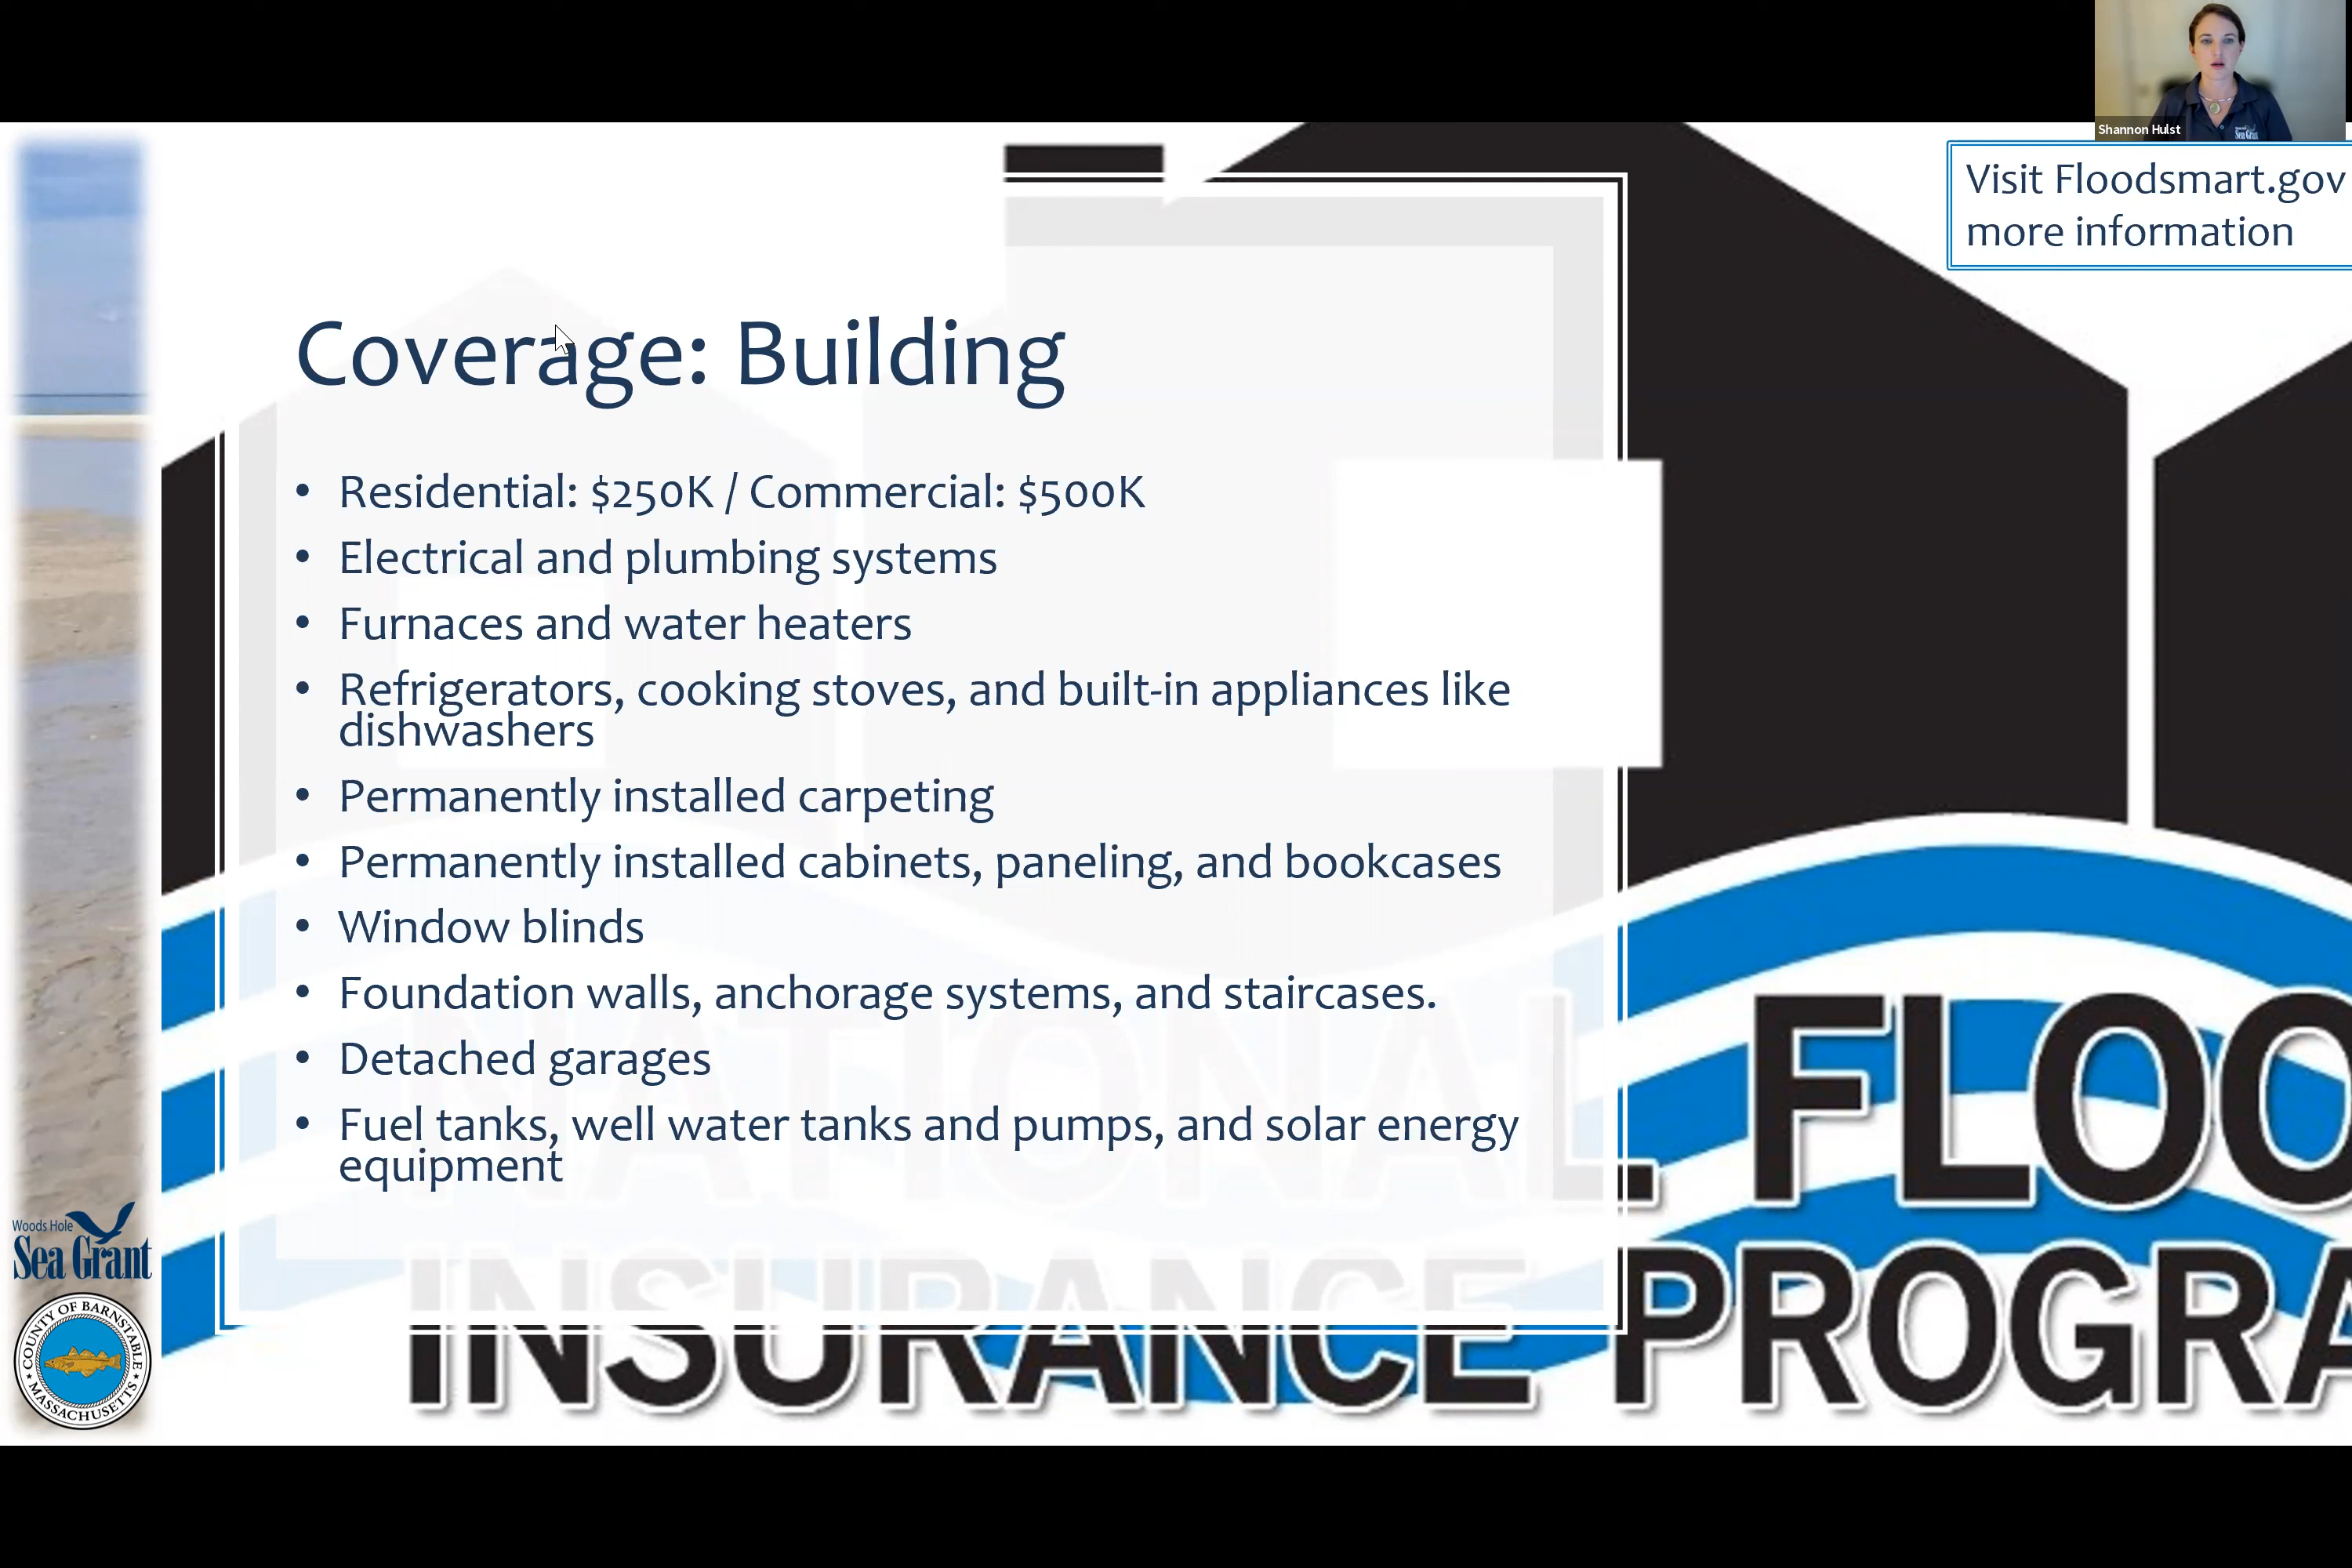 Shannon Hulst
Sea Grant
Visit Floodsmart.gov
more information
Coverage: Building
• Residential: $250K / Commercial: $500K
• Electrical and plumbing systems
• Furnaces and water heaters
• Refrigerators, cooking stoves, and built-in appliances like
dishwashers
• Permanently installed carpeting
• Permanently installed cabinets, paneling, and bookcases
• Window blinds
• Foundation walls, anchorage systems, and staircases.
• Detached garages
• Fuel tanks, well water tanks and pumps, and solar energy
equipment
NATIONAL FLOO
INSURANCE PROGRA
Woods Hole
Sea Grant
COUNTY OF BARNSTABLE
MASSACHUSETTS